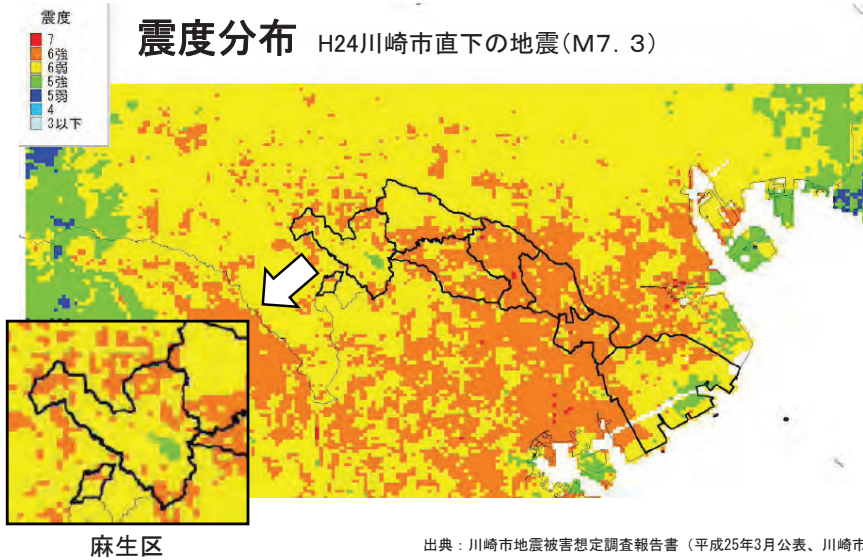 震度
7
6強
6弱
5強
5弱
4
3以下
震度分布 H24川崎市直下の地震(M7．3)
麻生区
出典：川崎市地震被害想定調査報告書（平成25年3月公表、川崎市